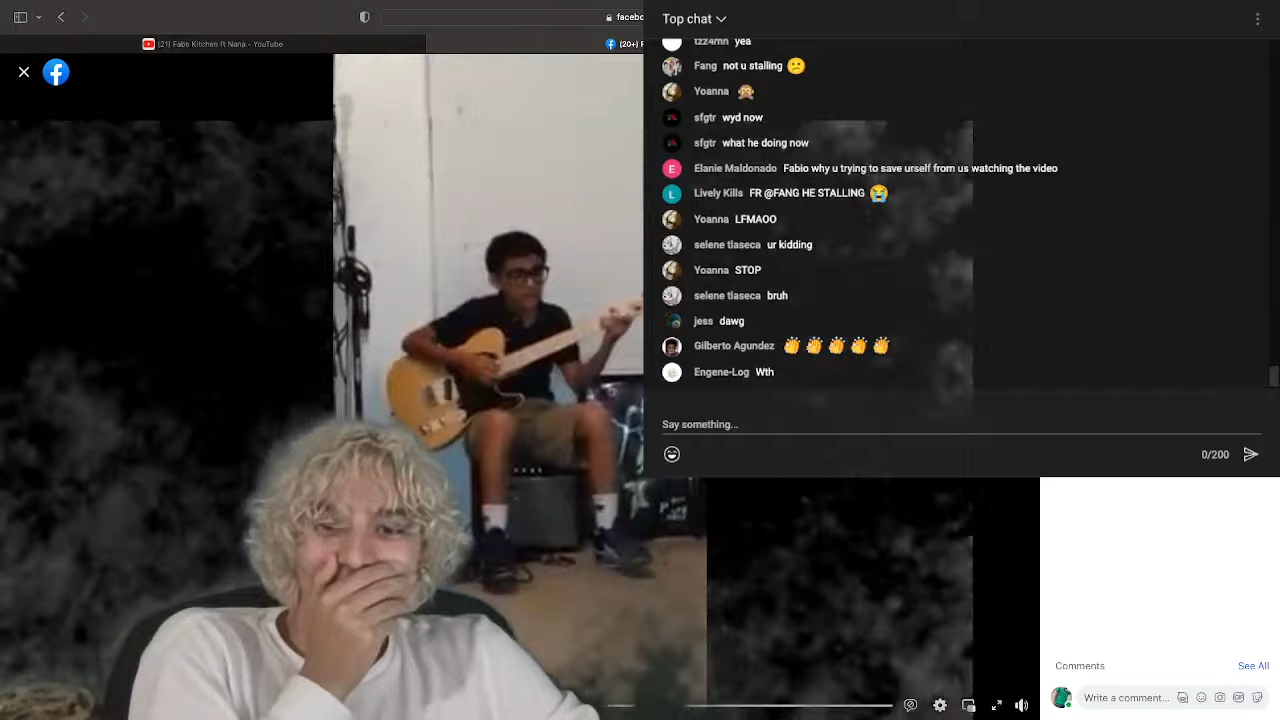 facebo
Top chat
(21) Fabs Kitchen ft Nana - YouTube
(20+) F
tzz4mn yea
Fang not u stalling 😕
Yoanna 🙊
sfgtr wyd now
sfgtr what he doing now
E Elanie Maldonado Fabio why u trying to save urself from us watching the video
L Lively Kills FR @FANG HE STALLING 😭
Yoanna LFMAOO
selene tlaseca ur kidding
Yoanna STOP
selene tlaseca bruh
jess dawg
Gilberto Agundez 👏👏👏👏👏
Engene-Log Wth
Say something...
0/200
Comments
See All
Write a comment...